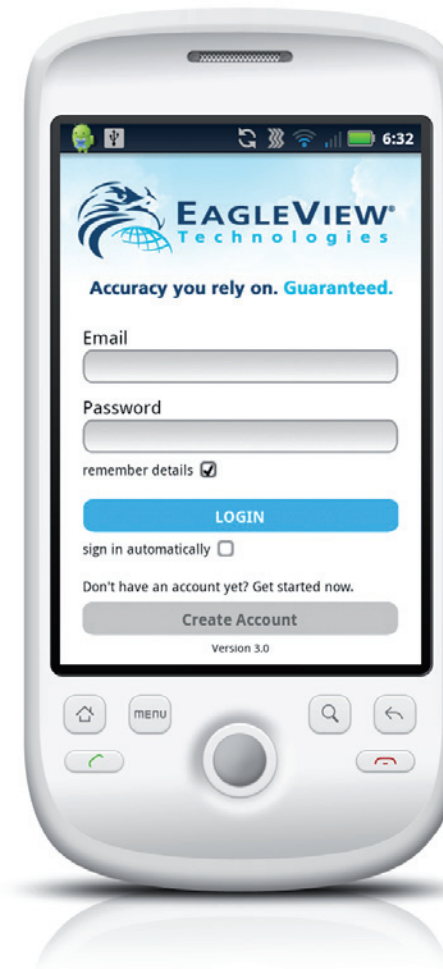 6:32
EAGLEVIEW®
Technologies
Accuracy you rely on. Guaranteed.
Email
Password
remember details
LOGIN
sign in automatically
Don't have an account yet? Get started now.
Create Account
Version 3.0
MENU